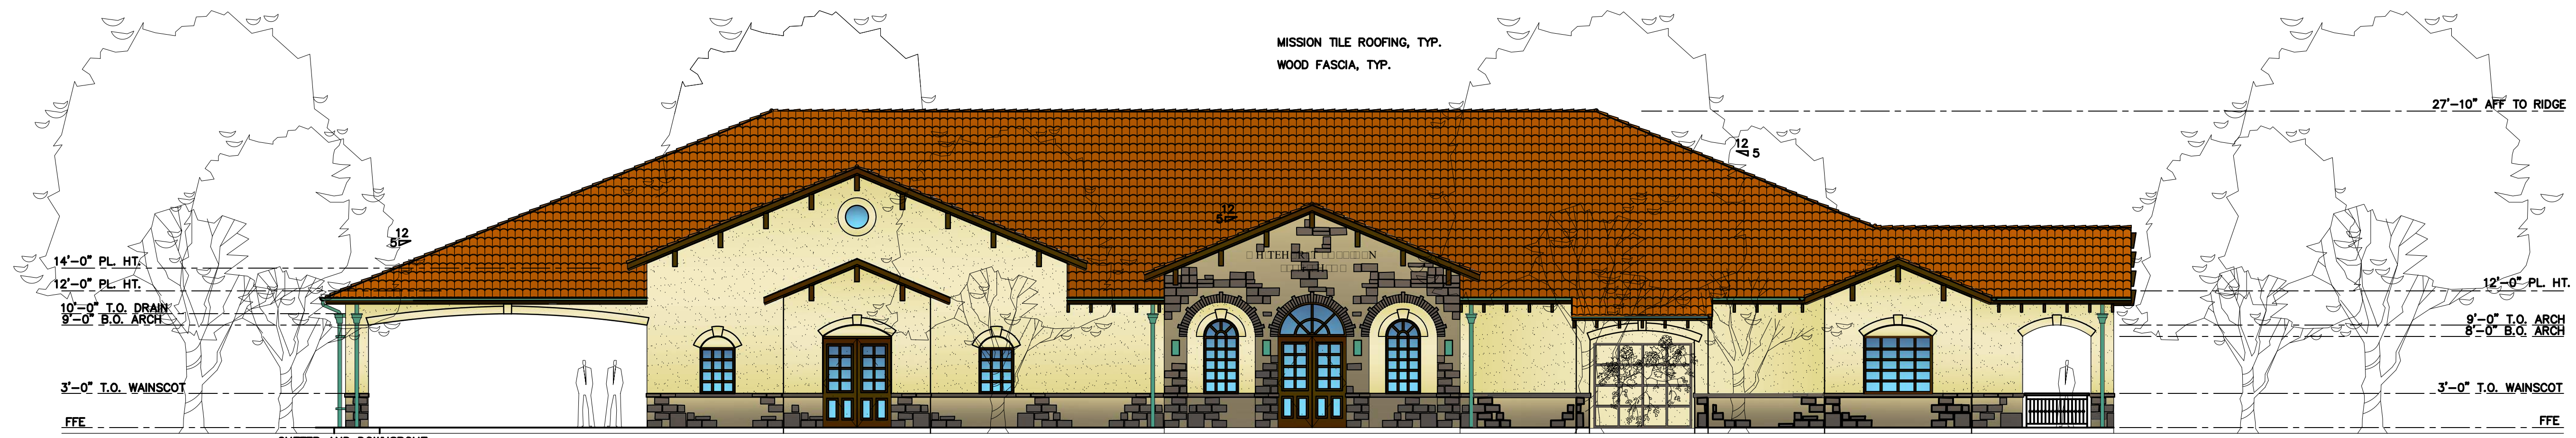 MISSION TILE ROOFING, TYP.
WOOD FASCIA, TYP.
27'-10" AFF TO RIDGE
12
5
12
5
12
5
14'-0" PL. HT.
12'-0" PL. HT.
10'-0" T.O. DRAIN
9'-0" B.O. ARCH
3'-0" T.O. WAINSCOT
FFE
12'-0" PL. HT.
9'-0" T.O. ARCH
8'-0" B.O. ARCH
3'-0" T.O. WAINSCOT
FFE